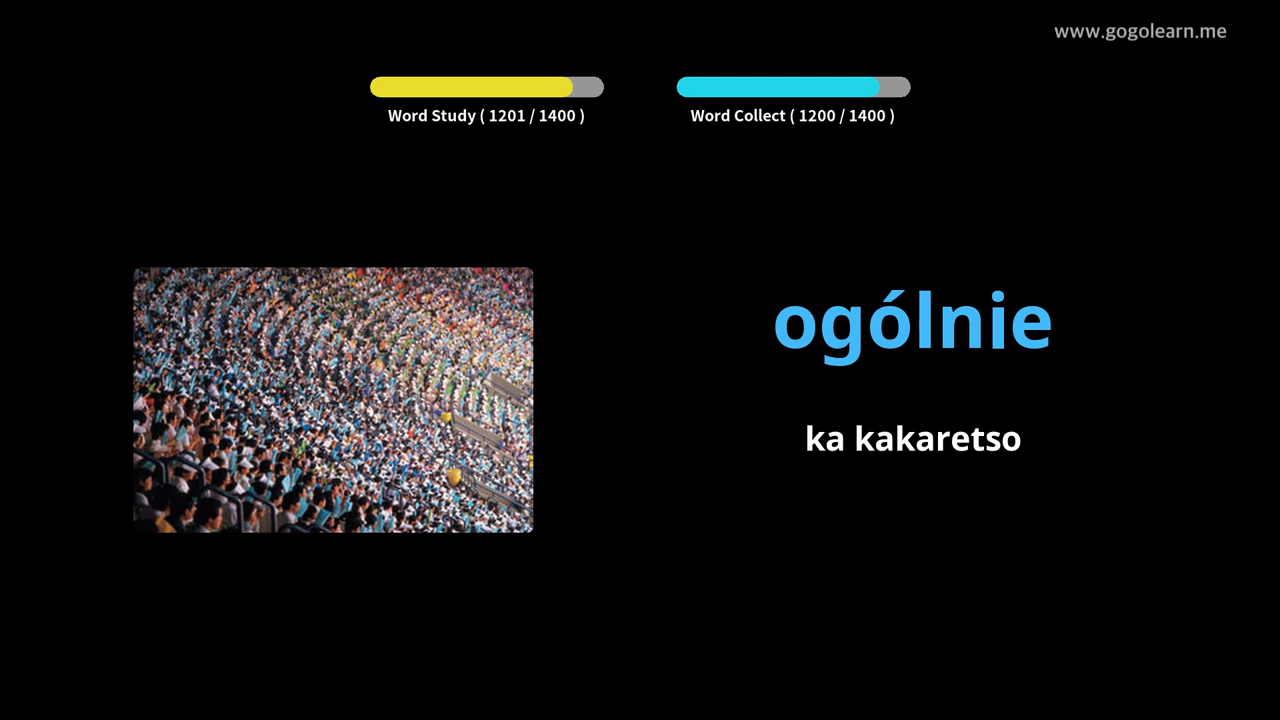 www.gogolearn.me
Word Study ( 1201 / 1400 )
Word Collect ( 1200 / 1400 )
ogólnie
ka kakaretso